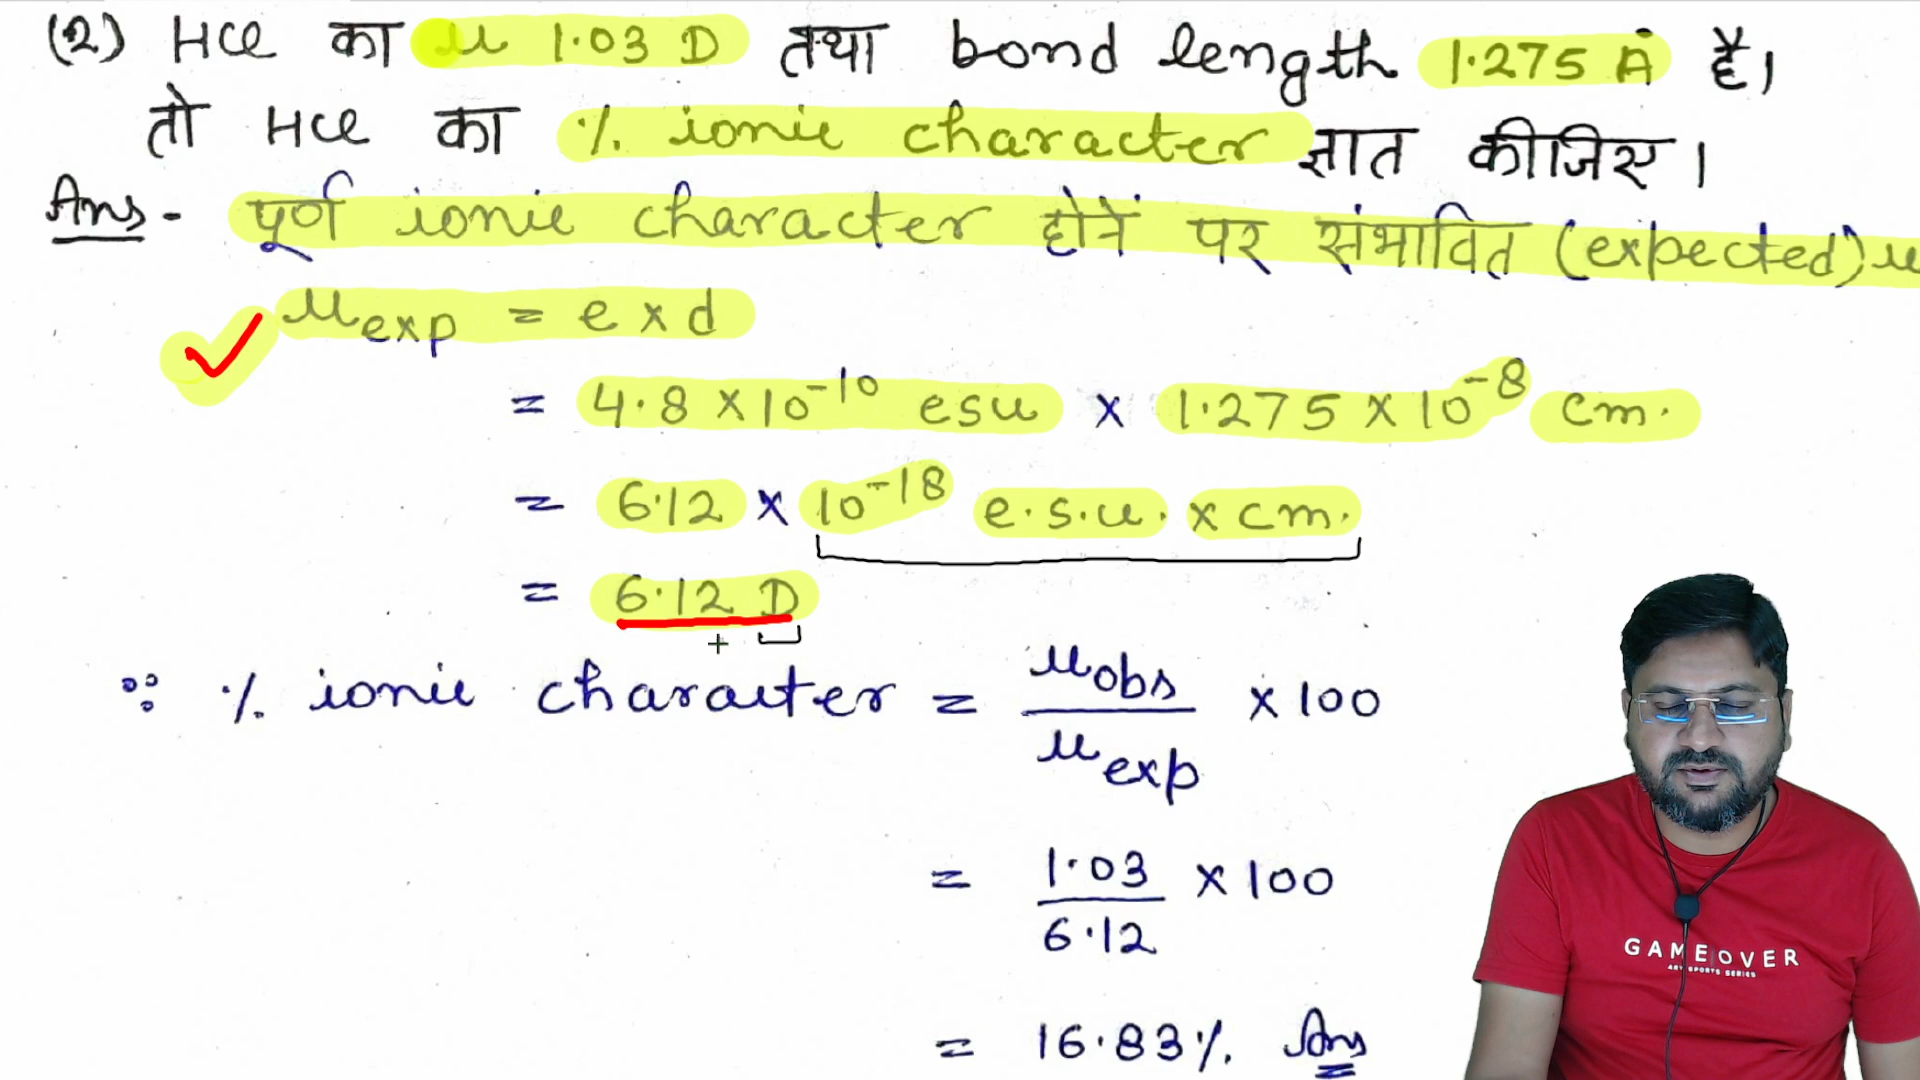 (2) HCl का μ 1.03 D तथा bond length 1.275 Å है,
तो HCl का % ionic character ज्ञात कीजिए।
Ans - पूर्ण ionic character होनें पर संभावित (expected) μ
μexp = e x d
= 4.8 x 10⁻¹⁰ esu x 1.275 x 10⁻⁸ cm.
= 6.12 x 10⁻¹⁸ e.s.u. x cm.
= 6.12 D
∵ % ionic character = μobs / μexp x 100
= 1.03 / 6.12 x 100
= 16.83% Ans
GAMEOVER